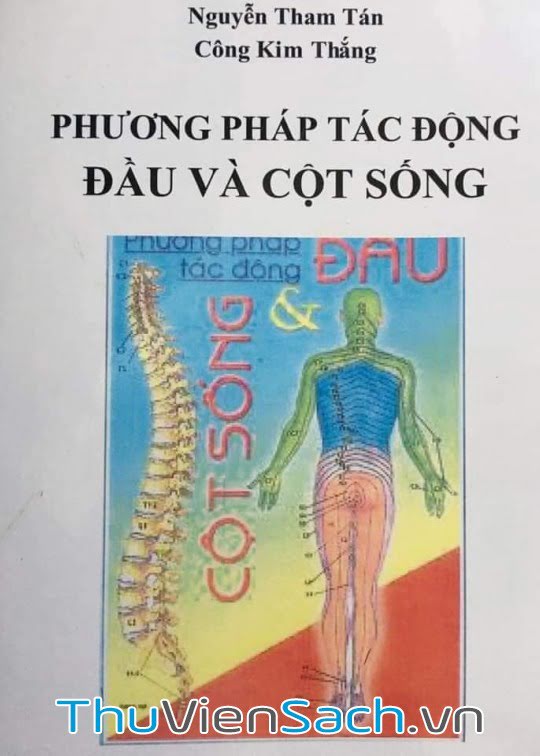 Nguyễn Tham Tán
Công Kim Thắng
PHƯƠNG PHÁP TÁC ĐỘNG
ĐẦU VÀ CỘT SỐNG
Phương pháp
tác động
ĐẦU
&
CỘT SỐNG
ThuVienSach.vn